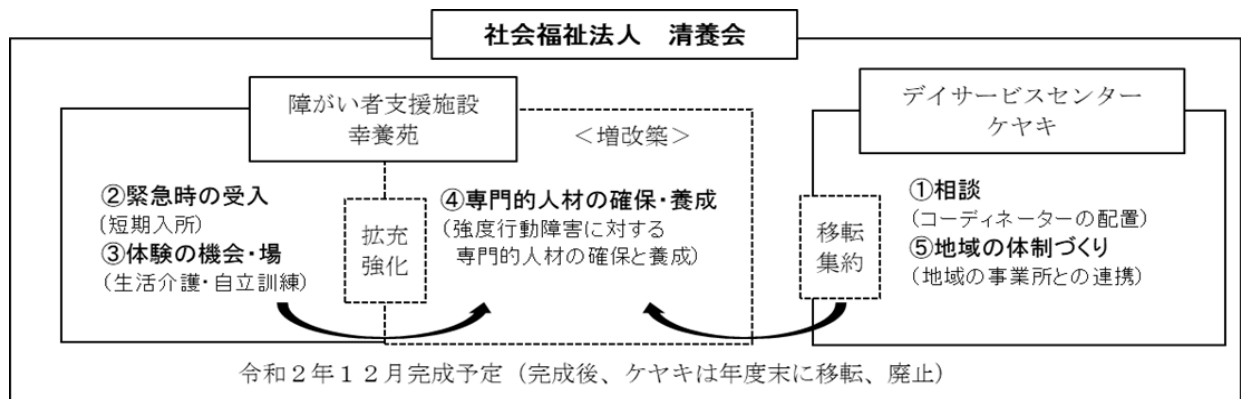 社会福祉法人　清養会
障がい者支援施設
幸養苑
②緊急時の受入
(短期入所)
③体験の機会・場
(生活介護・自立訓練)
拡充
強化
＜増改築＞
④専門的人材の確保・養成
(強度行動障害に対する
専門的人材の確保と養成)
デイサービスセンター
ケヤキ
移転
集約
①相談
(コーディネーターの配置)
⑤地域の体制づくり
(地域の事業所との連携)
令和２年１２月完成予定（完成後、ケヤキは年度末に移転、廃止）